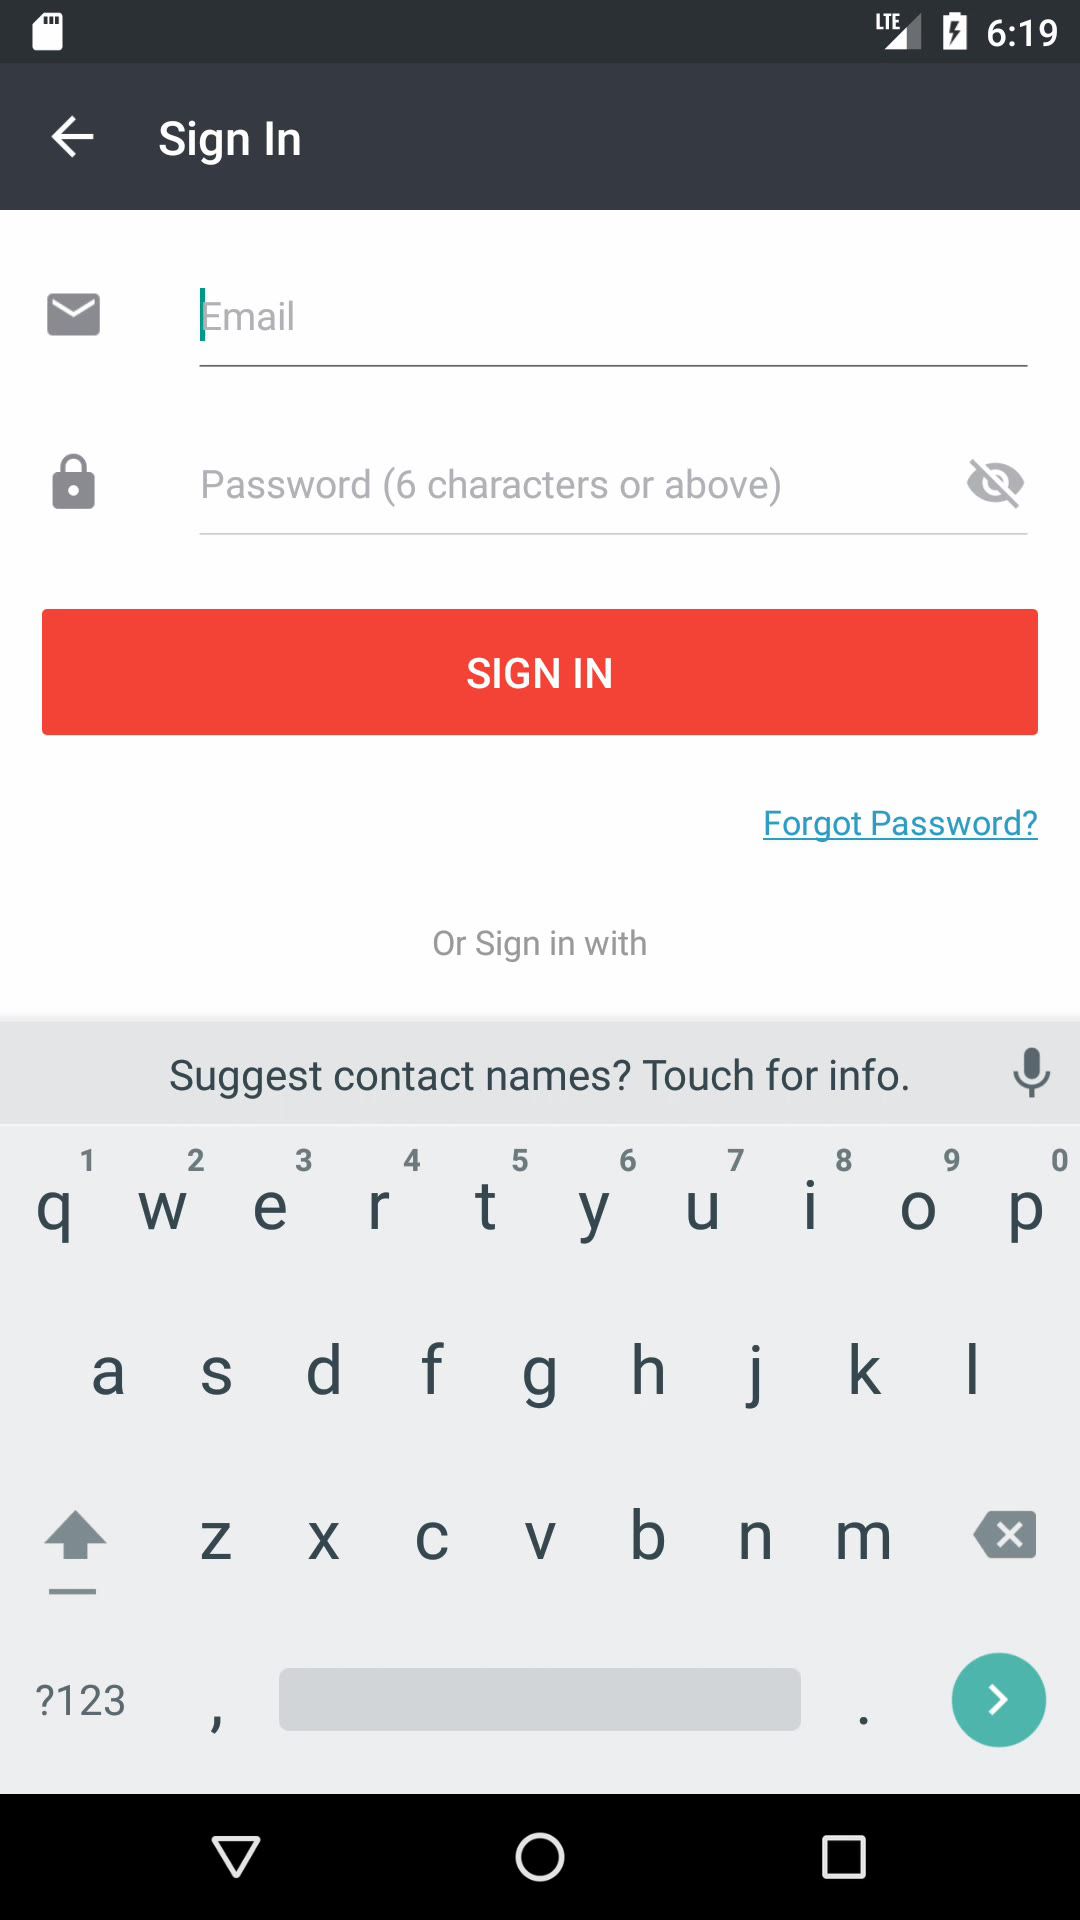 LTE 6:19
Sign In
Email
Password (6 characters or above)
SIGN IN
Forgot Password?
Or Sign in with
Suggest contact names? Touch for info.
1 2 3 4 5 6 7 8 9 0
q w e r t y u i o p
a s d f g h j k l
z x c v b n m
?123 , .